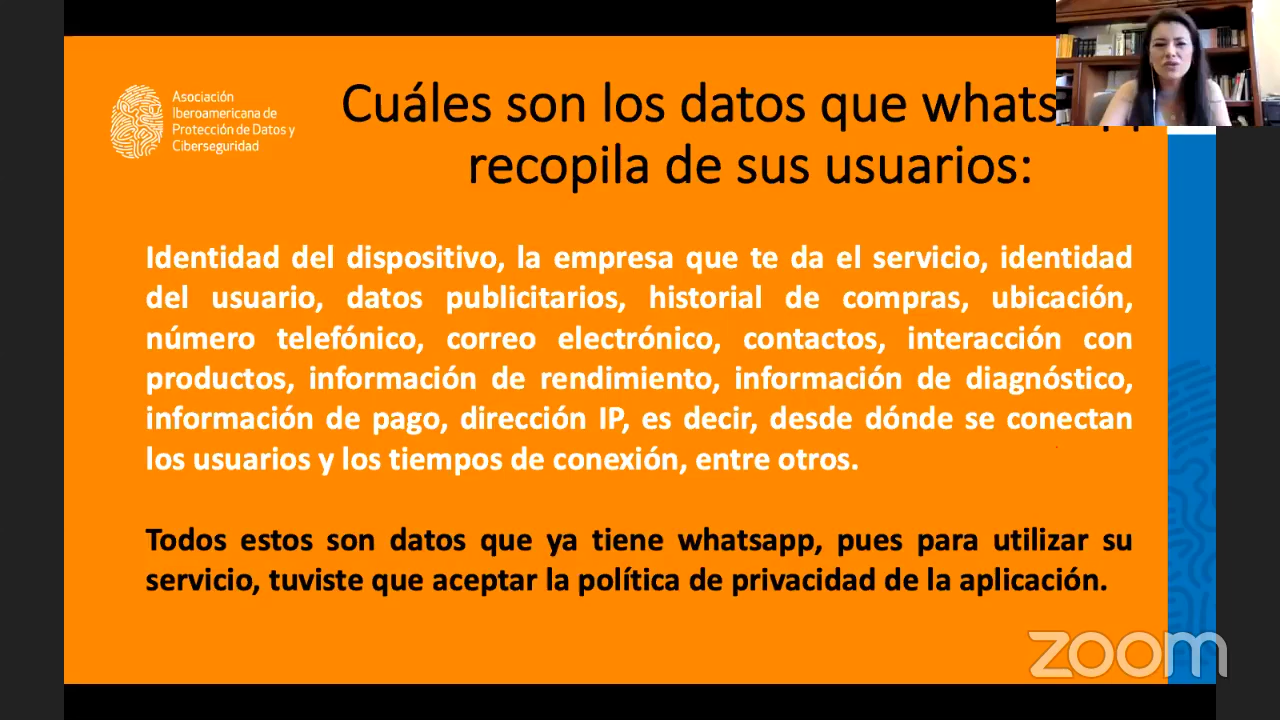 Asociación
Iberoamericana de
Protección de Datos y
Ciberseguridad
Cuáles son los datos que whats
recopila de sus usuarios:
Identidad del dispositivo, la empresa que te da el servicio, identidad
del usuario, datos publicitarios, historial de compras, ubicación,
número telefónico, correo electrónico, contactos, interacción con
productos, información de rendimiento, información de diagnóstico,
información de pago, dirección IP, es decir, desde dónde se conectan
los usuarios y los tiempos de conexión, entre otros.
Todos estos son datos que ya tiene whatsapp, pues para utilizar su
servicio, tuviste que aceptar la política de privacidad de la aplicación.
zoom